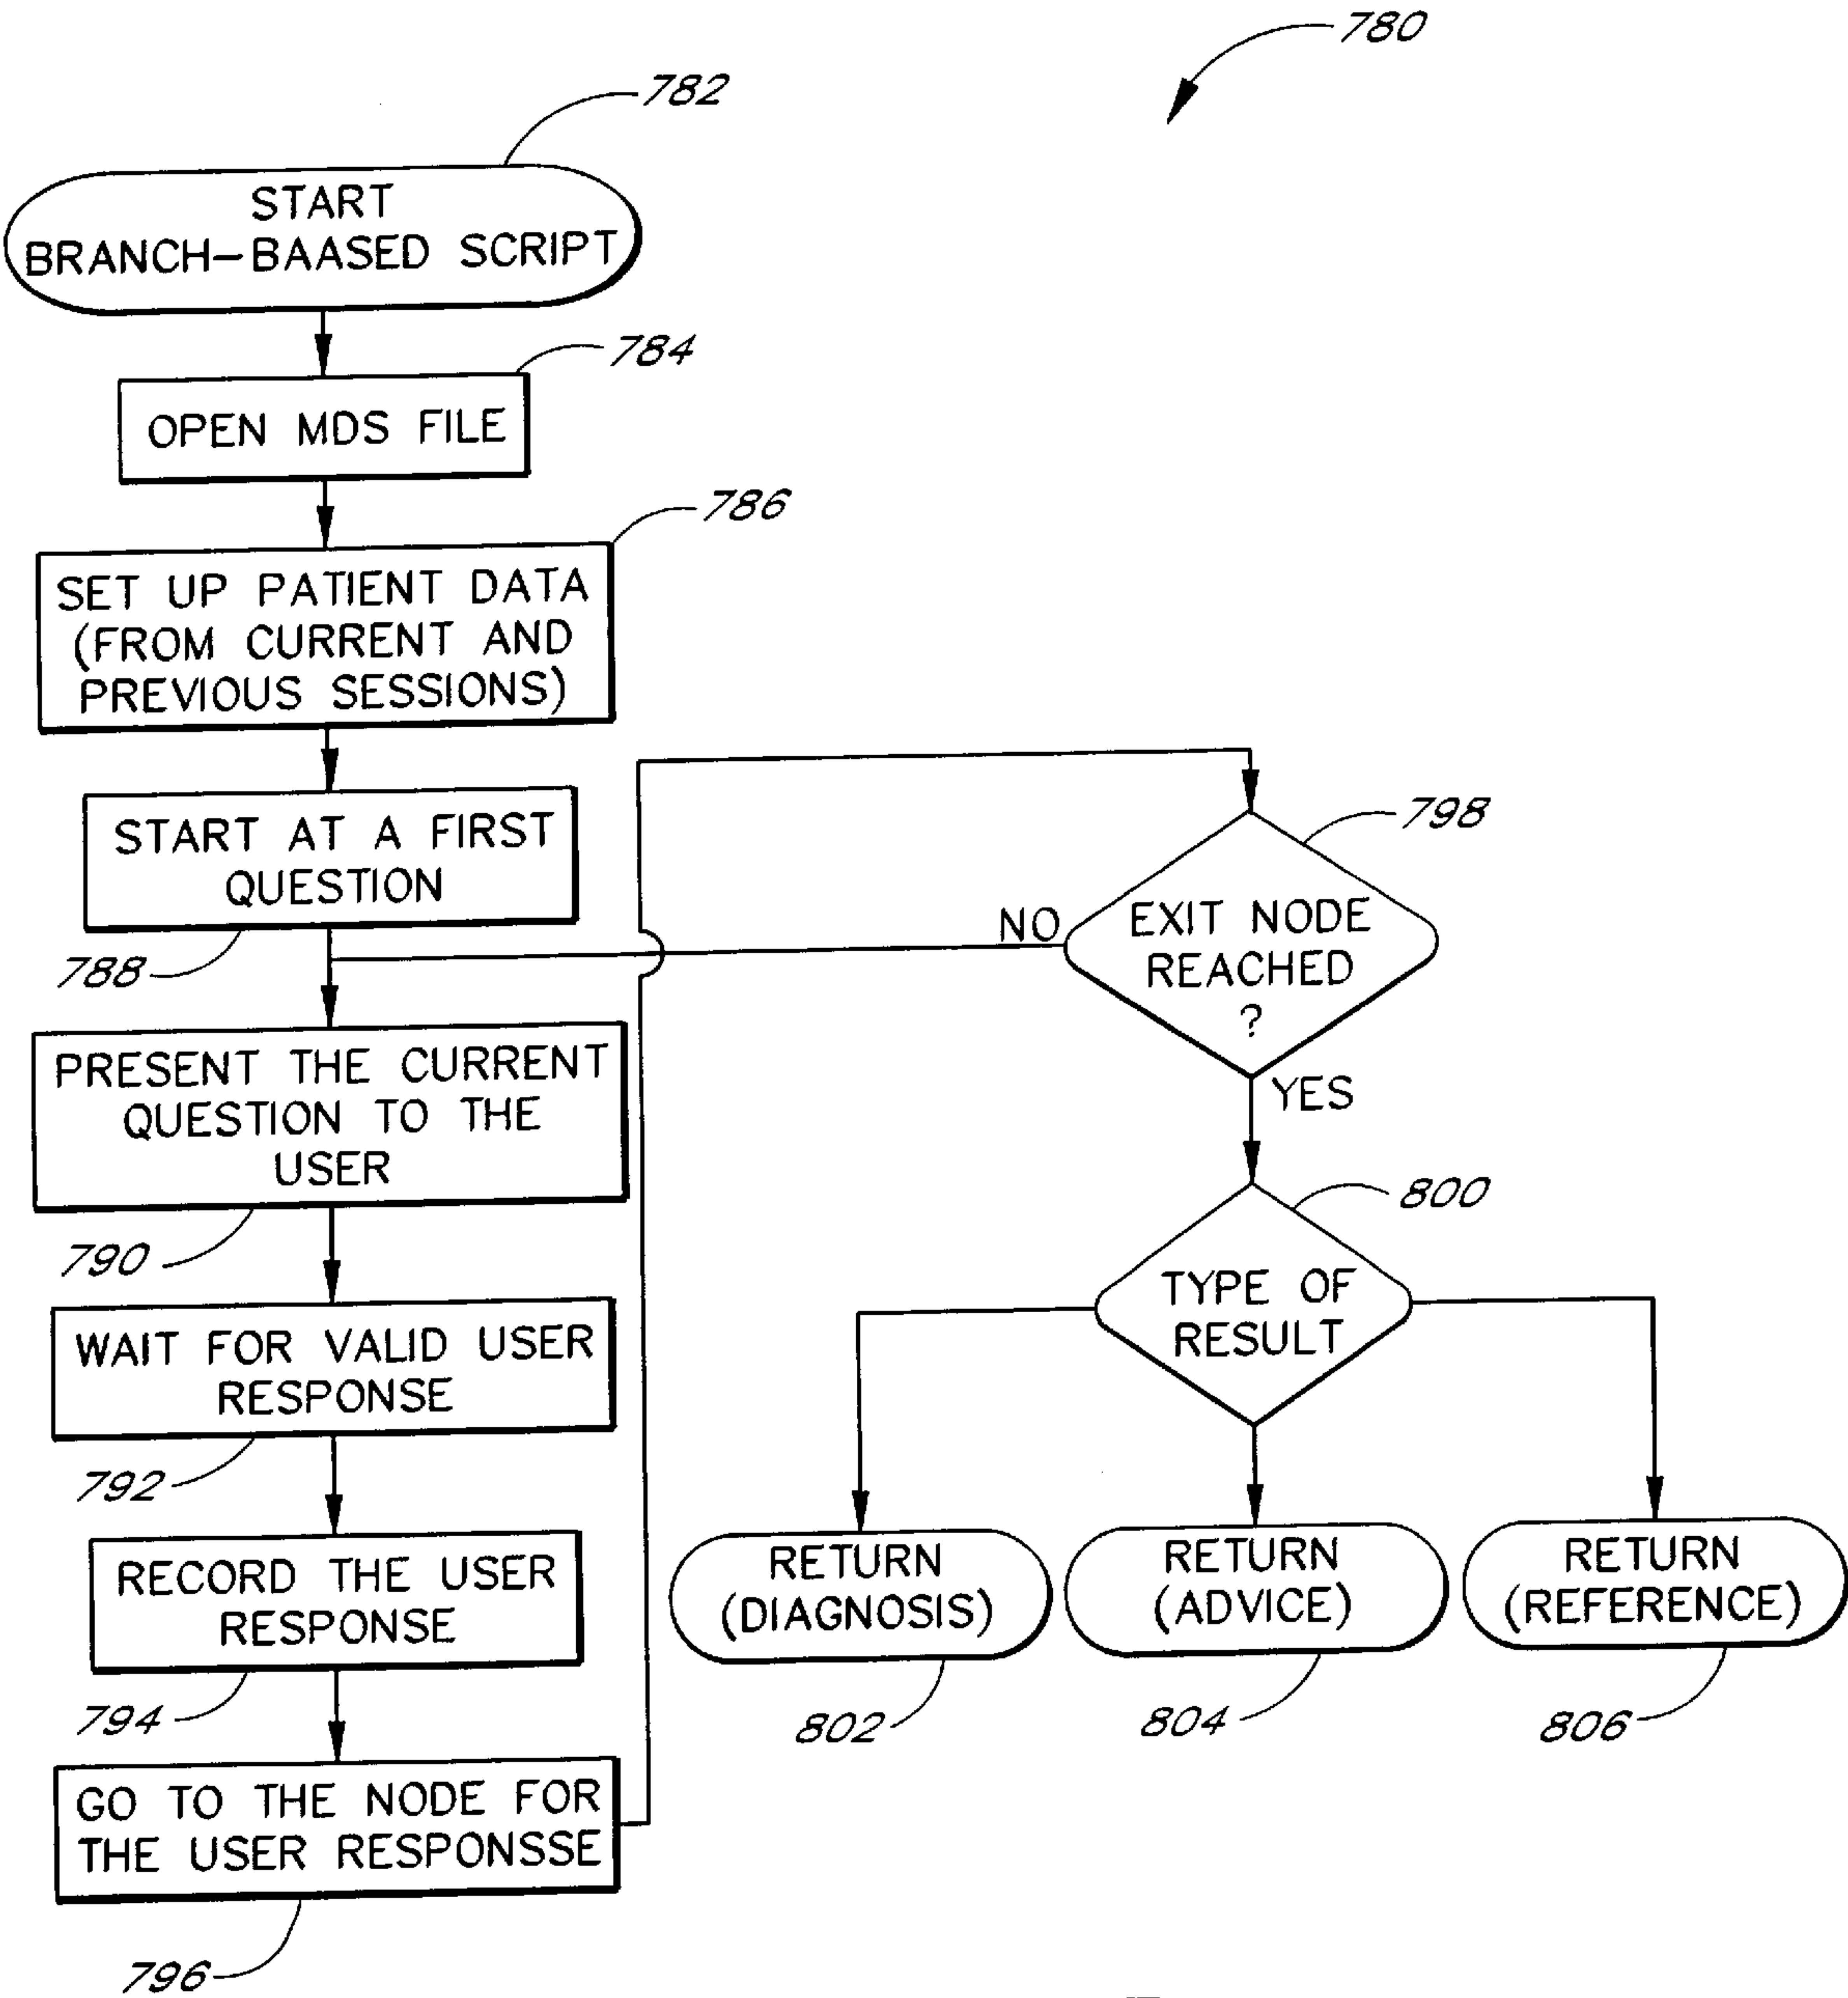 780
782
START
BRANCH-BAASED SCRIPT
784
OPEN MDS FILE
786
SET UP PATIENT DATA
(FROM CURRENT AND
PREVIOUS SESSIONS)
START AT A FIRST
QUESTION
788
PRESENT THE CURRENT
QUESTION TO THE
USER
790
WAIT FOR VALID USER
RESPONSE
792
RECORD THE USER
RESPONSE
794
GO TO THE NODE FOR
THE USER RESPONSSE
796
798
EXIT NODE
REACHED
?
NO
YES
800
TYPE OF
RESULT
RETURN
(DIAGNOSIS)
802
RETURN
(ADVICE)
804
RETURN
(REFERENCE)
806